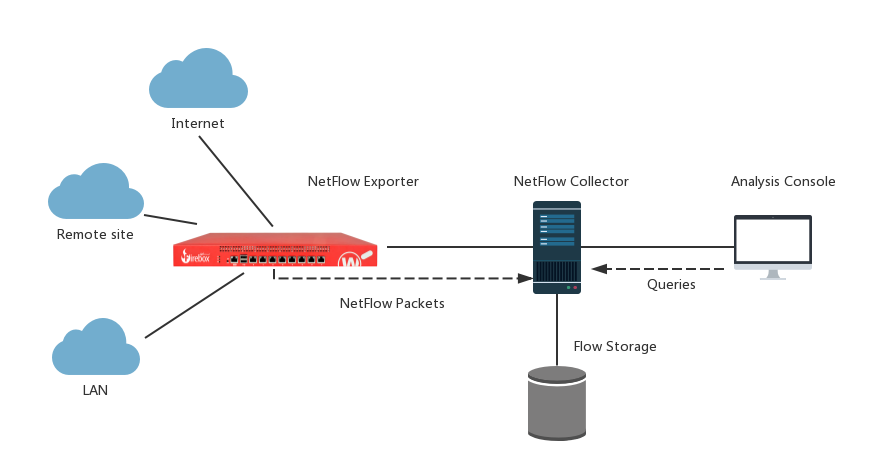 Internet
NetFlow Exporter
NetFlow Collector
Analysis Console
Remote site
Firebox
W
NetFlow Packets
Queries
Flow Storage
LAN